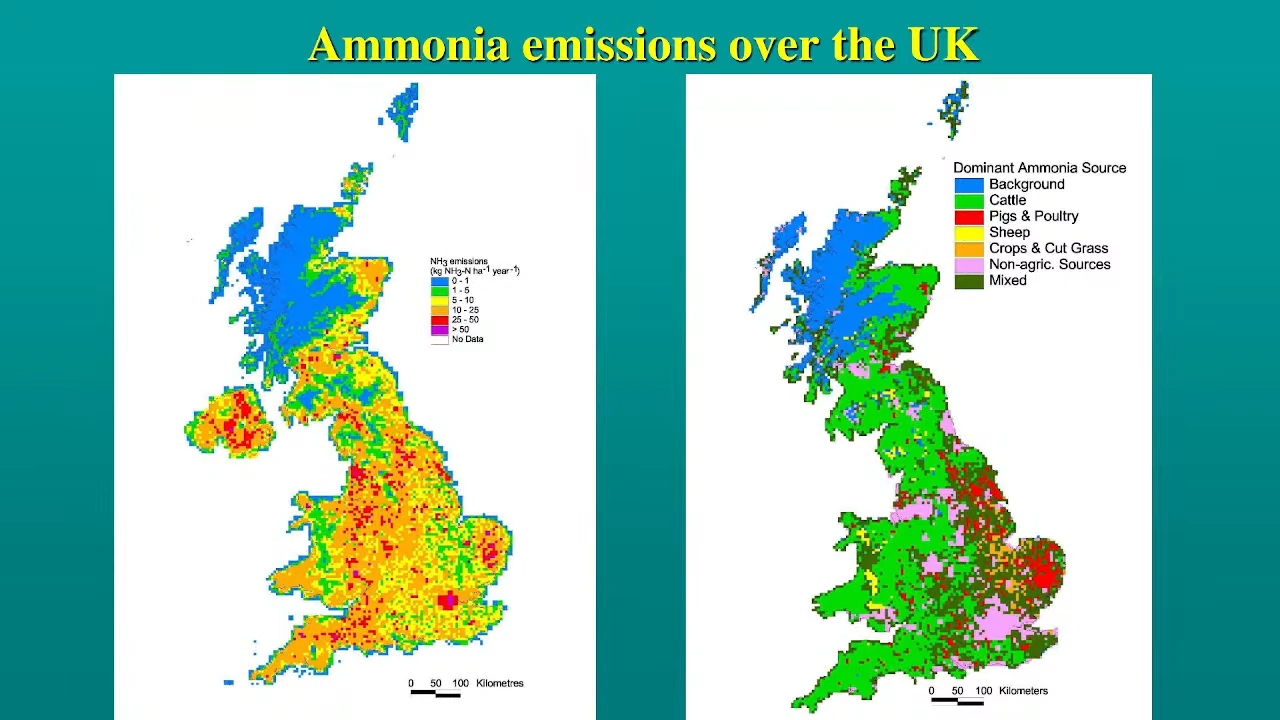 Ammonia emissions over the UK
NH3 emissions
(kg NH3-N ha-1 year-1)
0 - 1
1 - 5
5 - 10
10 - 25
25 - 50
> 50
No Data
0 50 100 Kilometres
Dominant Ammonia Source
Background
Cattle
Pigs & Poultry
Sheep
Crops & Cut Grass
Non-agric. Sources
Mixed
0 50 100 Kilometers